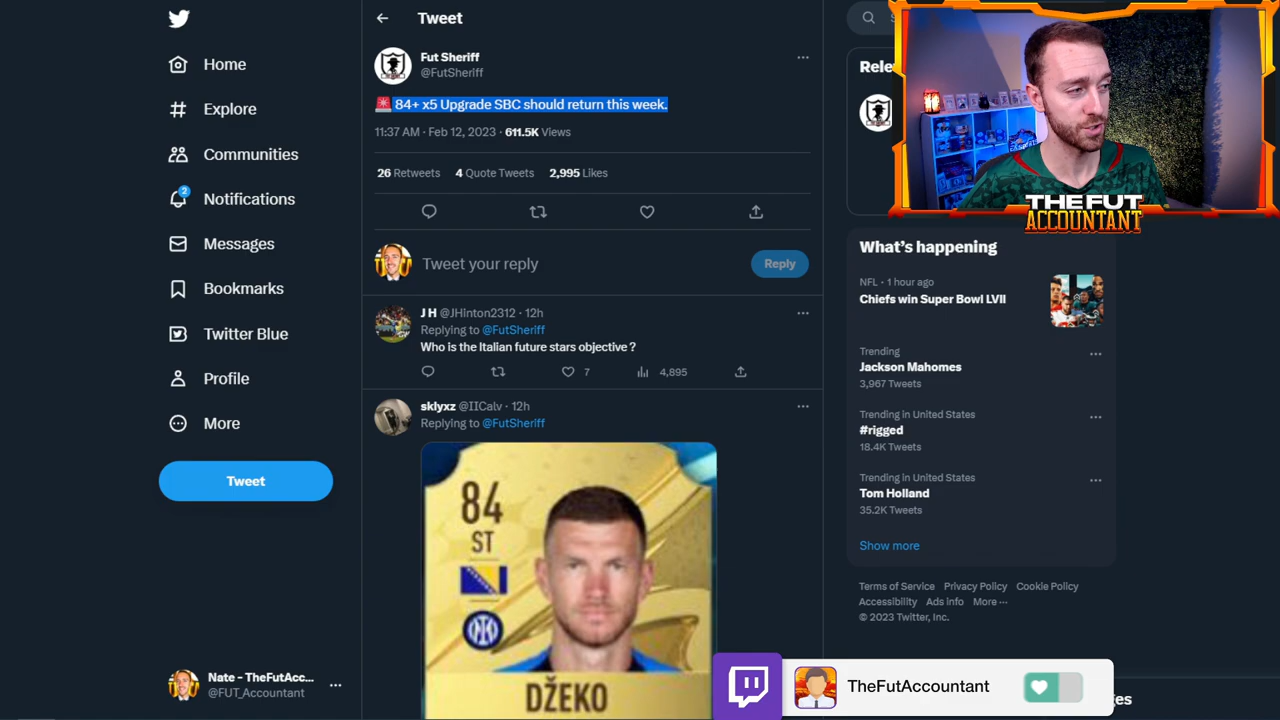 Tweet
Home
Explore
Communities
2
Notifications
Messages
Bookmarks
Twitter Blue
Profile
More
Tweet
Nate - TheFutAcc...
@FUT_Accountant
Fut Sheriff
@FutSheriff
🚨 84+ x5 Upgrade SBC should return this week.
11:37 AM · Feb 12, 2023 · 611.5K Views
26 Retweets 4 Quote Tweets 2,995 Likes
Tweet your reply
Reply
J H @JHinton2312 · 12h
Replying to @FutSheriff
Who is the Italian future stars objective ?
7 4,895
sklyxz @IICalv · 12h
Replying to @FutSheriff
84
ST
DŽEKO
Rele
THE FUT
ACCOUNTANT
What's happening
NFL · 1 hour ago
Chiefs win Super Bowl LVII
Trending
Jackson Mahomes
3,967 Tweets
Trending in United States
#rigged
18.4K Tweets
Trending in United States
Tom Holland
35.2K Tweets
Show more
Terms of Service Privacy Policy Cookie Policy
Accessibility Ads info More ···
© 2023 Twitter, Inc.
TheFutAccountant
ges